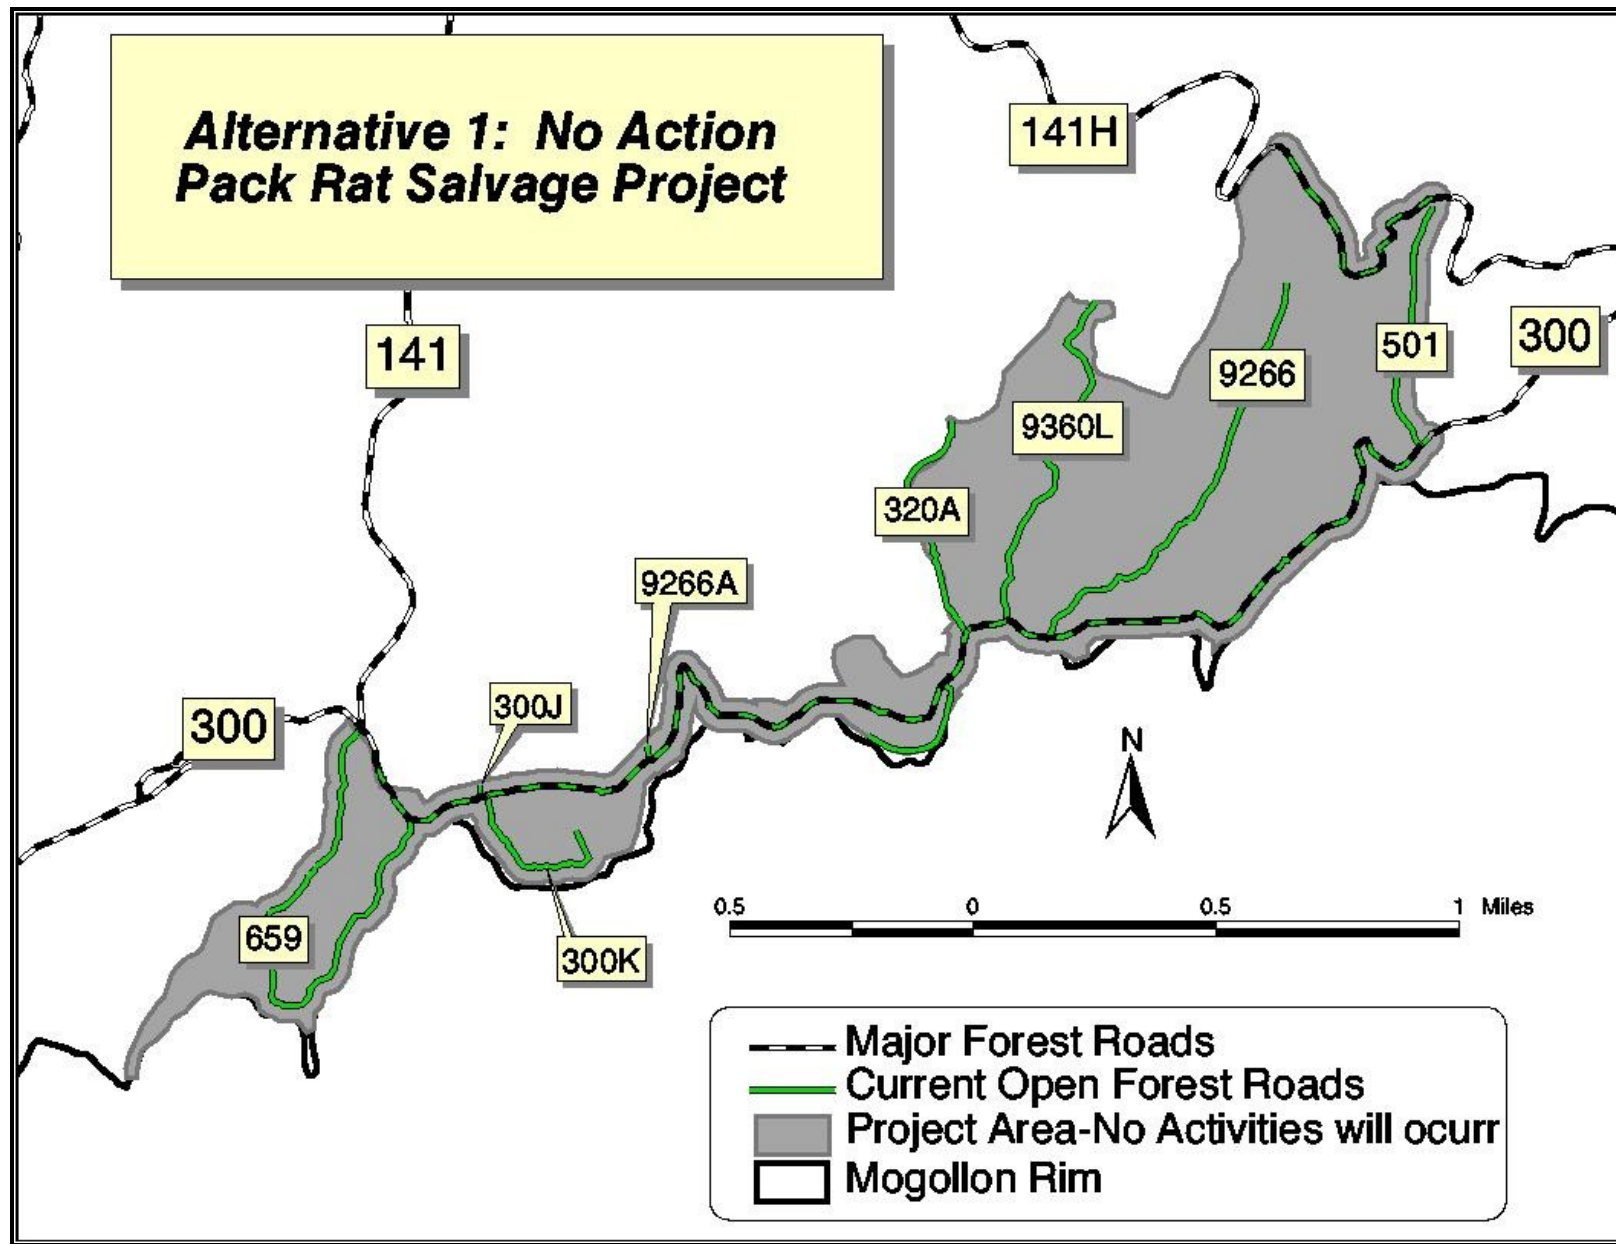 Alternative 1: No Action
Pack Rat Salvage Project
141H
141
300
501
9266
9360L
320A
9266A
300J
300
659
300K
N
0.5 0 0.5 1 Miles
Major Forest Roads
Current Open Forest Roads
Project Area-No Activities will ocurr
Mogollon Rim